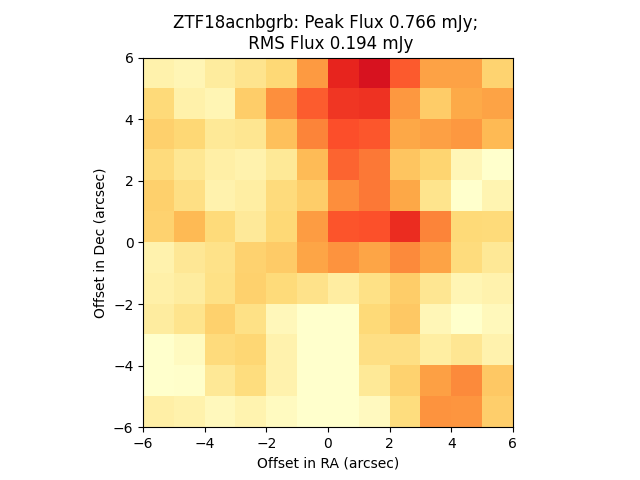 ZTF18acnbgrb: Peak Flux 0.766 mJy;
RMS Flux 0.194 mJy
6
4
2
0
−2
−4
−6
Offset in Dec (arcsec)
−6 −4 −2 0 2 4 6
Offset in RA (arcsec)